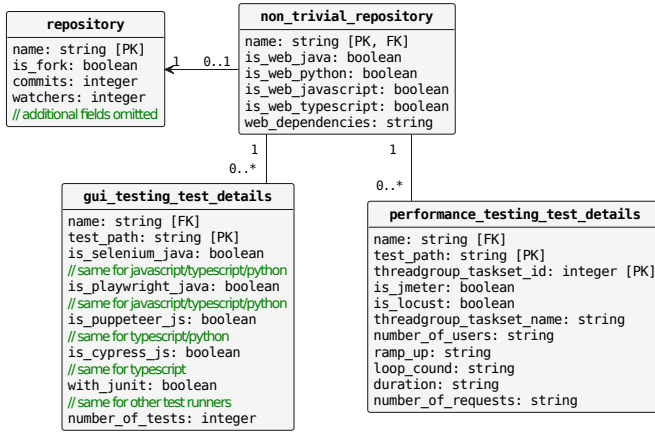 repository
name: string [PK]
is_fork: boolean
commits: integer
watchers: integer
// additional fields omitted
1
0..1
non_trivial_repository
name: string [PK, FK]
is_web_java: boolean
is_web_python: boolean
is_web_javascript: boolean
is_web_typescript: boolean
web_dependencies: string
1
0..*
1
0..*
gui_testing_test_details
name: string [FK]
test_path: string [PK]
is_selenium_java: boolean
// same for javascript/typescript/python
is_playwright_java: boolean
// same for javascript/typescript/python
is_puppeteer_js: boolean
// same for typescript/python
is_cypress_js: boolean
// same for typescript
with_junit: boolean
// same for other test runners
number_of_tests: integer
performance_testing_test_details
name: string [FK]
test_path: string [PK]
threadgroup_taskset_id: integer [PK]
is_jmeter: boolean
is_locust: boolean
threadgroup_taskset_name: string
number_of_users: string
ramp_up: string
loop_cound: string
duration: string
number_of_requests: string